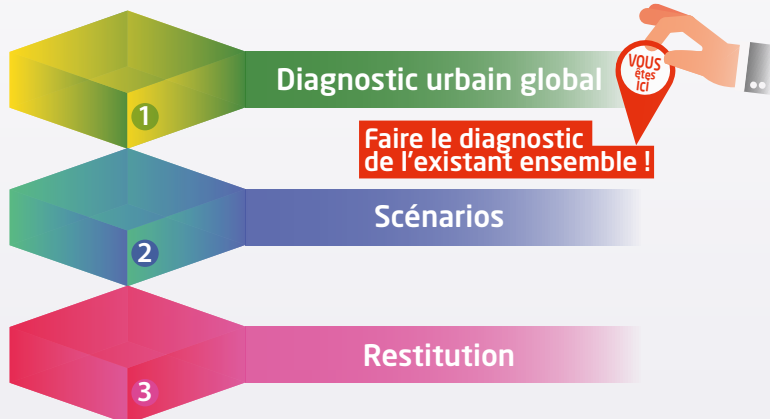 Diagnostic urbain global
VOUS
êtes
ICI
1
Faire le diagnostic
de l'existant ensemble !
Scénarios
2
Restitution
3